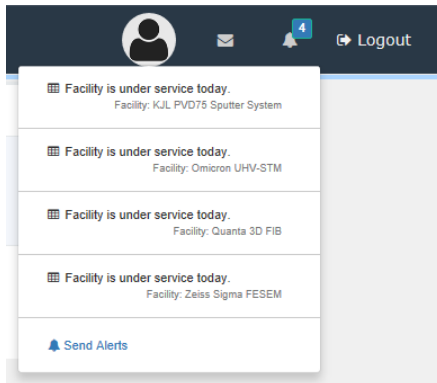 4
Logout
Facility is under service today.
Facility: KJL PVD75 Sputter System
Facility is under service today.
Facility: Omicron UHV-STM
Facility is under service today.
Facility: Quanta 3D FIB
Facility is under service today.
Facility: Zeiss Sigma FESEM
Send Alerts